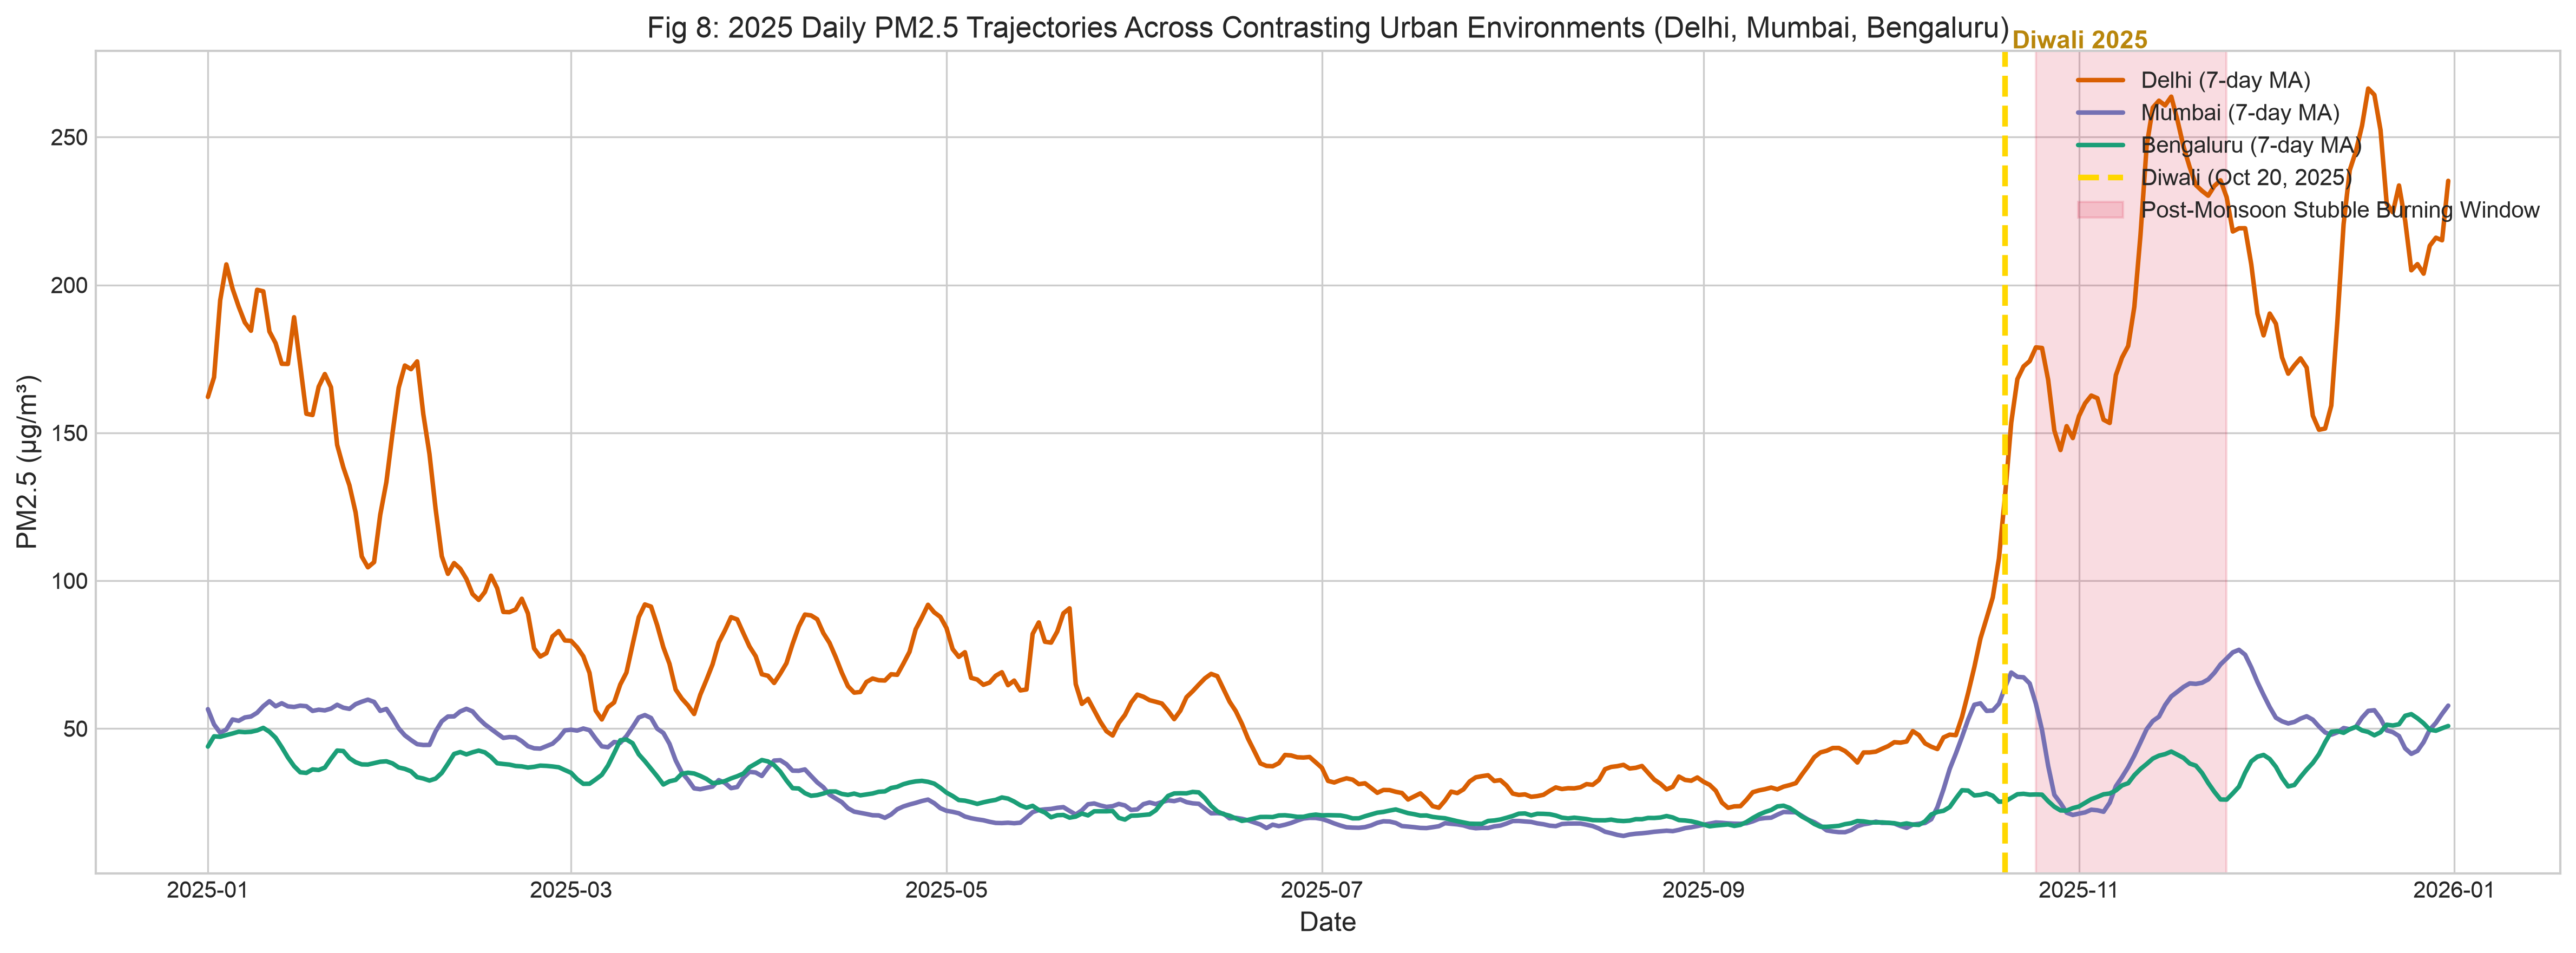 Fig 8: 2025 Daily PM2.5 Trajectories Across Contrasting Urban Environments (Delhi, Mumbai, Bengaluru)
Diwali 2025
Delhi (7-day MA)
Mumbai (7-day MA)
Bengaluru (7-day MA)
Diwali (Oct 20, 2025)
Post-Monsoon Stubble Burning Window
PM2.5 (µg/m³)
250
200
150
100
50
2025-01
2025-03
2025-05
2025-07
2025-09
2025-11
2026-01
Date